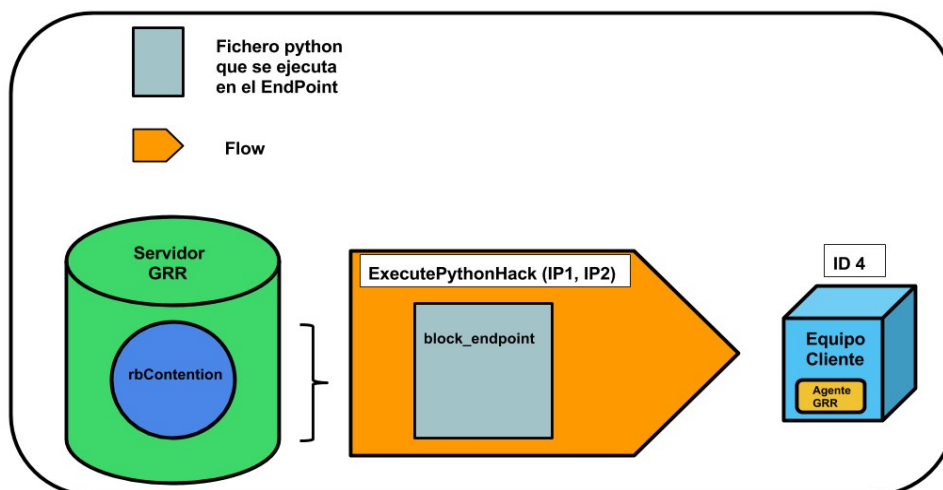 Fichero python
que se ejecuta
en el EndPoint
Flow
Servidor
GRR
rbContention
ExecutePythonHack (IP1, IP2)
block_endpoint
ID 4
Equipo
Cliente
Agente
GRR